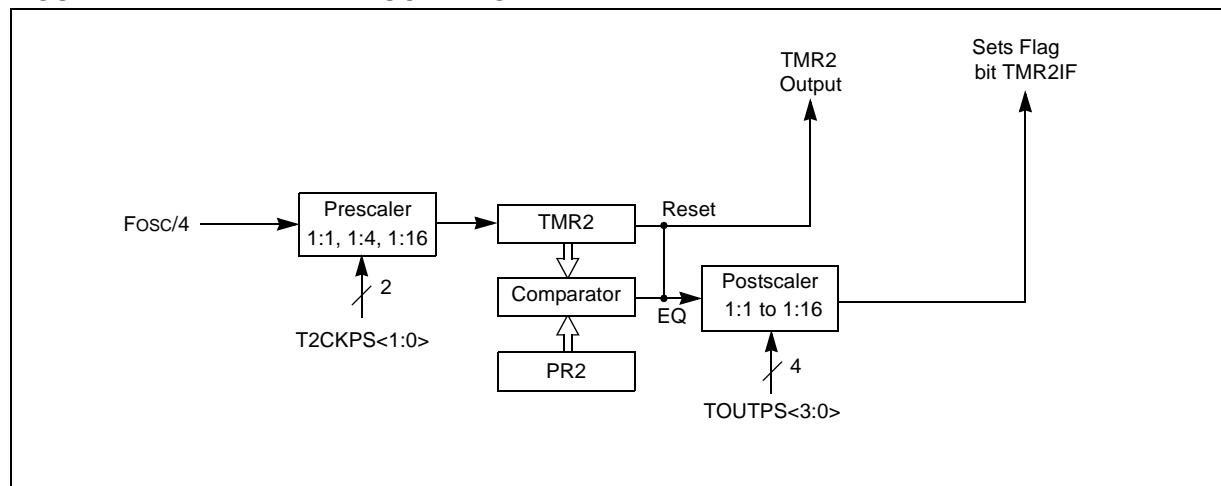 TMR2
Output
Sets Flag
bit TMR2IF
FOSC/4
Prescaler
1:1, 1:4, 1:16
2
T2CKPS<1:0>
TMR2
Reset
Comparator
EQ
PR2
Postscaler
1:1 to 1:16
4
TOUTPS<3:0>